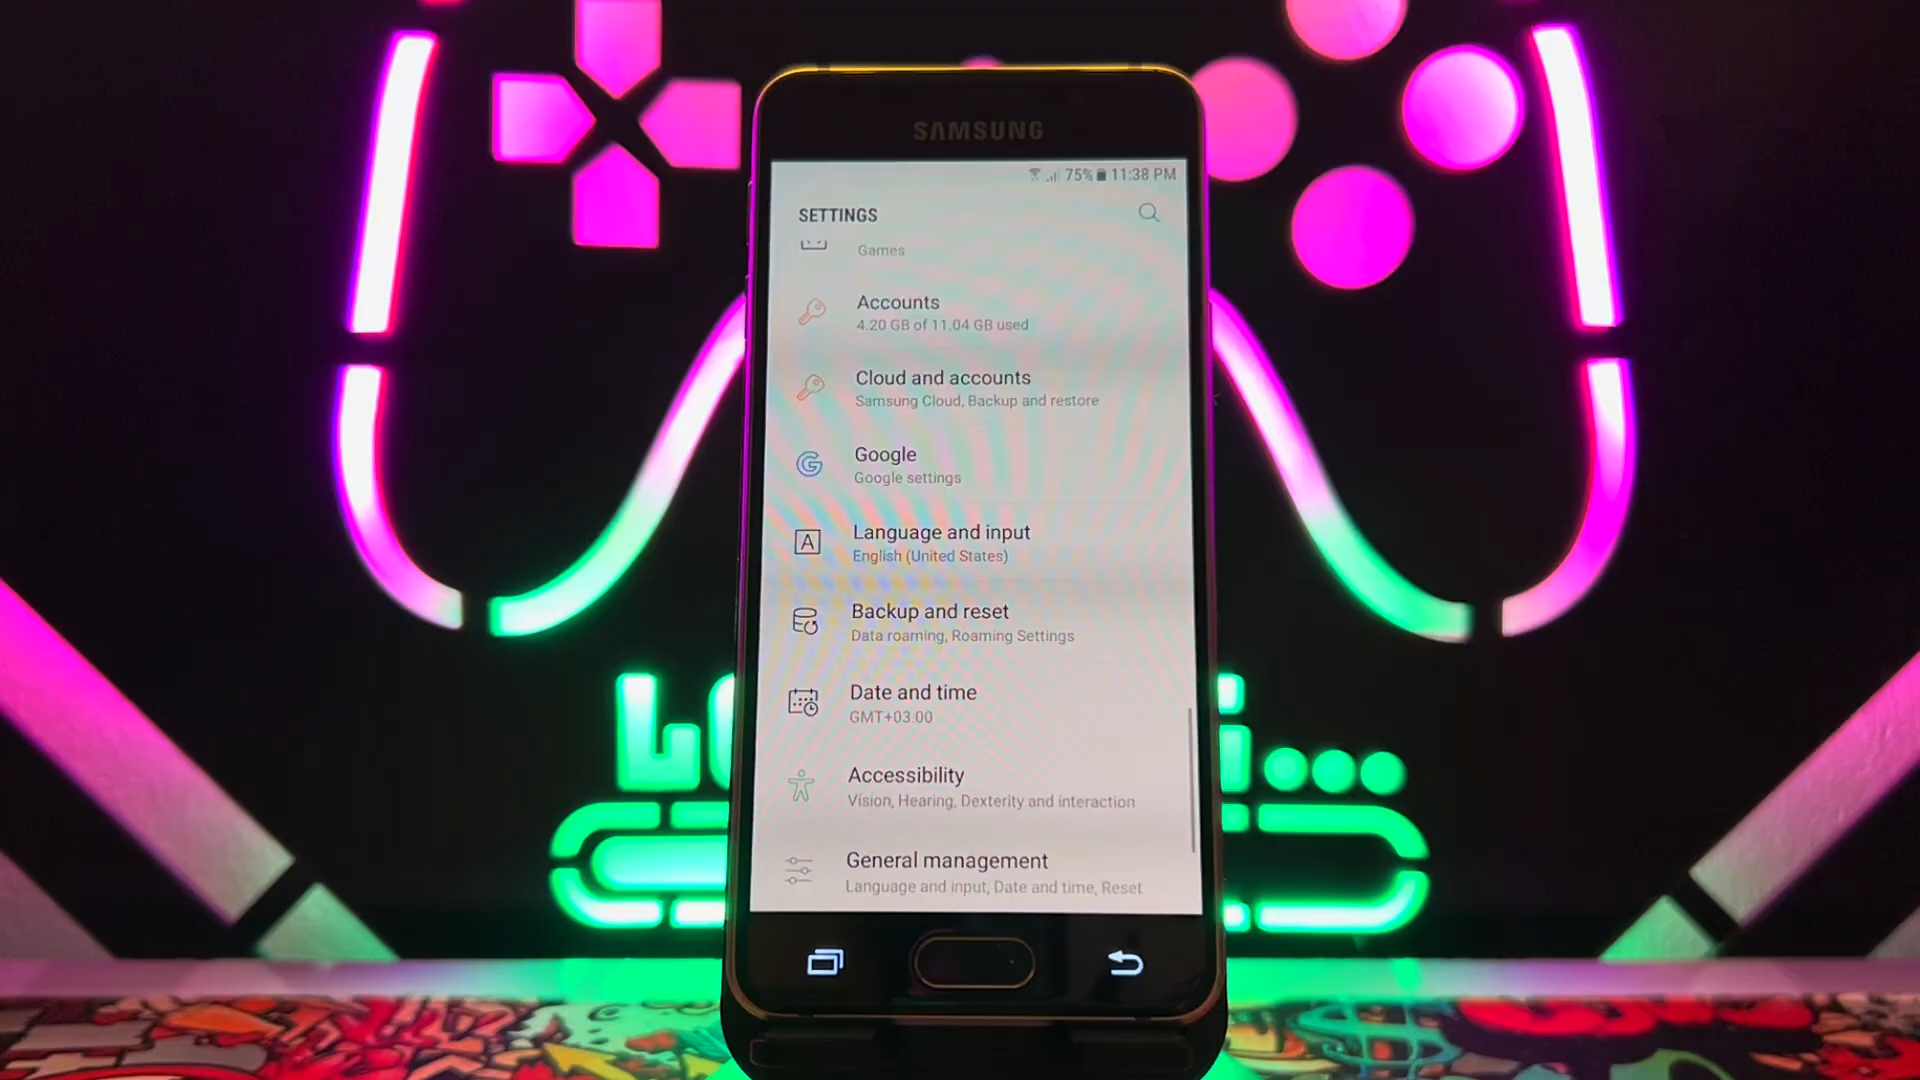 SAMSUNG
75% 11:38 PM
SETTINGS
Games
Accounts
4.20 GB of 11.04 GB used
Cloud and accounts
Samsung Cloud, Backup and restore
Google
Google settings
Language and input
English (United States)
Backup and reset
Data roaming, Roaming Settings
Date and time
GMT+03:00
Accessibility
Vision, Hearing, Dexterity and interaction
General management
Language and input, Date and time, Reset